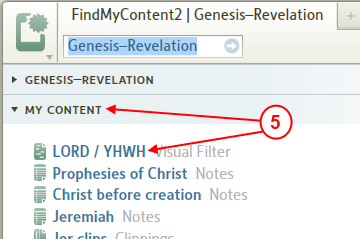 FindMyContent2 | Genesis–Revelation
Genesis–Revelation
GENESIS–REVELATION
MY CONTENT
5
LORD / YHWH Visual Filter
Prophesies of Christ Notes
Christ before creation Notes
Jeremiah Notes
Jer clips Clippings